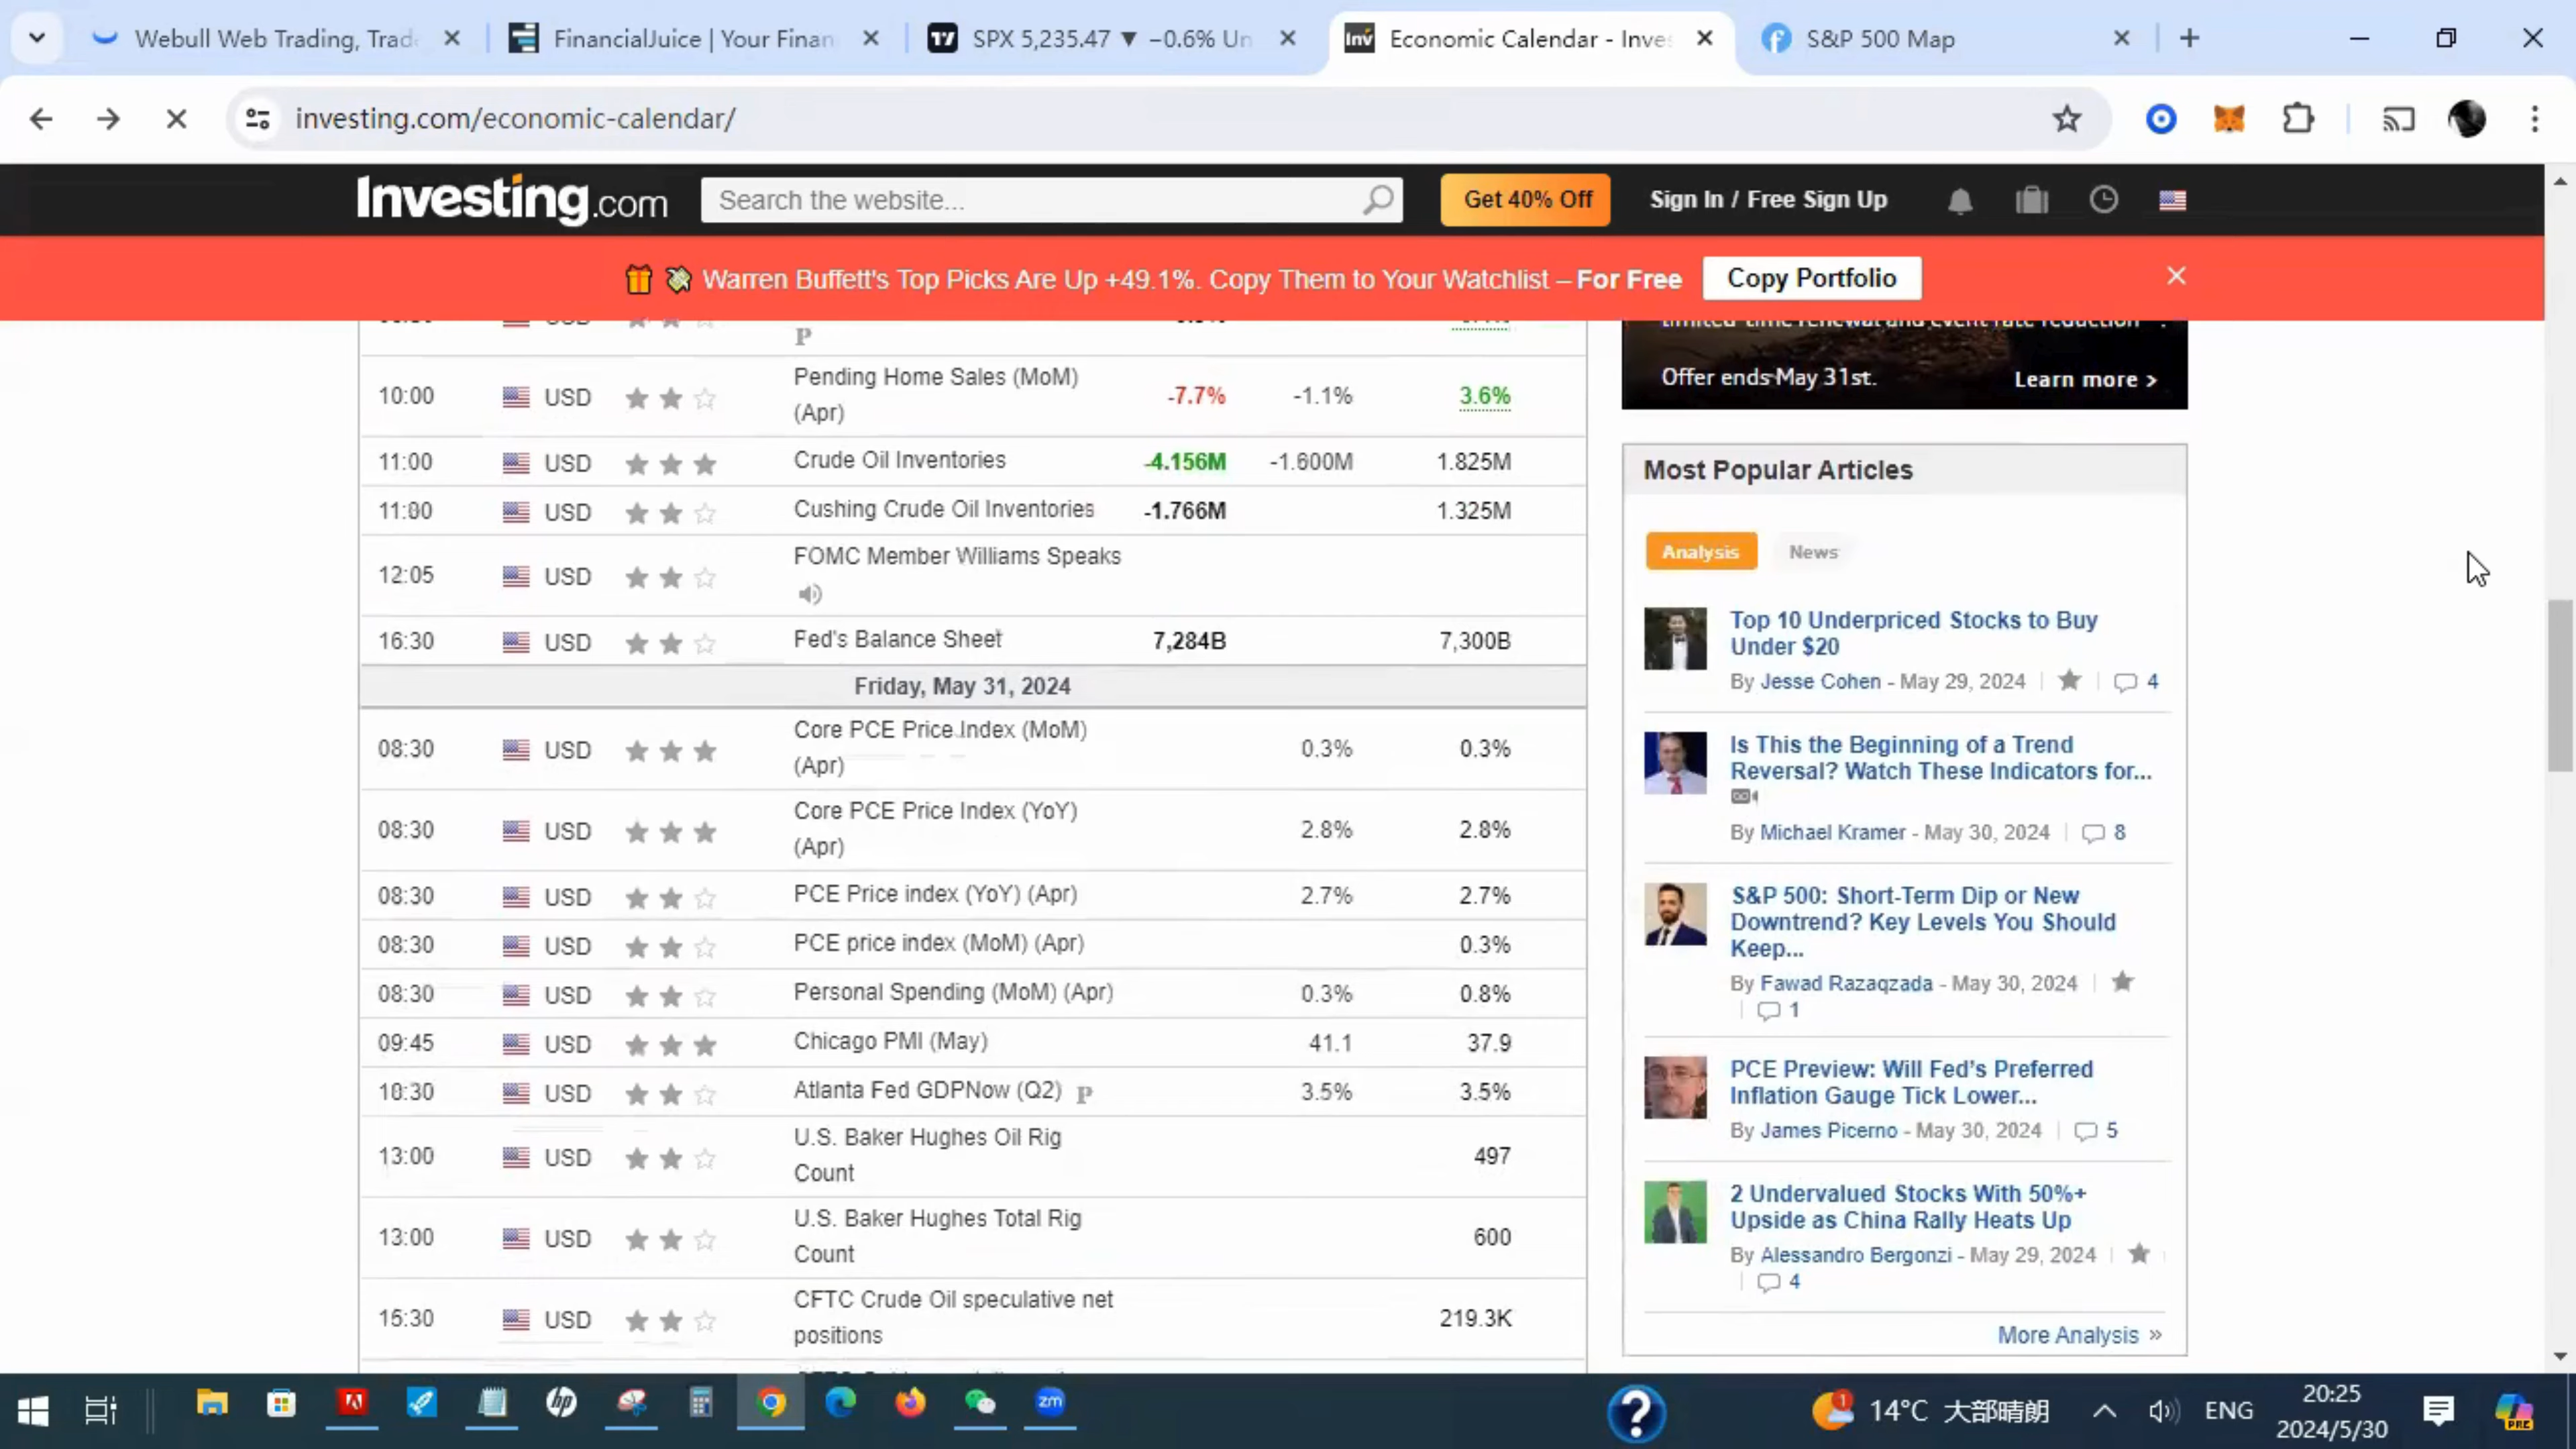 Webull Web Trading, Trad
FinancialJuice | Your Finan
SPX 5,235.47 ▼ −0.6% Un
Economic Calendar - Inves
S&P 500 Map
investing.com/economic-calendar/
Investing.com
Search the website...
Get 40% Off
Sign In / Free Sign Up
Warren Buffett's Top Picks Are Up +49.1%. Copy Them to Your Watchlist – For Free
Copy Portfolio
P
10:00 USD Pending Home Sales (MoM) -7.7% -1.1% 3.6%
(Apr)
11:00 USD Crude Oil Inventories -4.156M -1.600M 1.825M
11:00 USD Cushing Crude Oil Inventories -1.766M 1.325M
12:05 USD FOMC Member Williams Speaks
16:30 USD Fed's Balance Sheet 7,284B 7,300B
Friday, May 31, 2024
08:30 USD Core PCE Price Index (MoM) 0.3% 0.3%
(Apr)
08:30 USD Core PCE Price Index (YoY) 2.8% 2.8%
(Apr)
08:30 USD PCE Price index (YoY) (Apr) 2.7% 2.7%
08:30 USD PCE price index (MoM) (Apr) 0.3%
08:30 USD Personal Spending (MoM) (Apr) 0.3% 0.8%
09:45 USD Chicago PMI (May) 41.1 37.9
10:30 USD Atlanta Fed GDPNow (Q2) P 3.5% 3.5%
13:00 USD U.S. Baker Hughes Oil Rig 497
Count
13:00 USD U.S. Baker Hughes Total Rig 600
Count
15:30 USD CFTC Crude Oil speculative net 219.3K
positions
Offer ends May 31st.
Learn more >
Most Popular Articles
Analysis
News
Top 10 Underpriced Stocks to Buy
Under $20
By Jesse Cohen - May 29, 2024 4
Is This the Beginning of a Trend
Reversal? Watch These Indicators for...
By Michael Kramer - May 30, 2024 8
S&P 500: Short-Term Dip or New
Downtrend? Key Levels You Should
Keep...
By Fawad Razaqzada - May 30, 2024
1
PCE Preview: Will Fed's Preferred
Inflation Gauge Tick Lower...
By James Picerno - May 30, 2024 5
2 Undervalued Stocks With 50%+
Upside as China Rally Heats Up
By Alessandro Bergonzi - May 29, 2024
4
More Analysis »
hp
zm
14°C 大部晴朗
ENG
20:25
2024/5/30
PRE